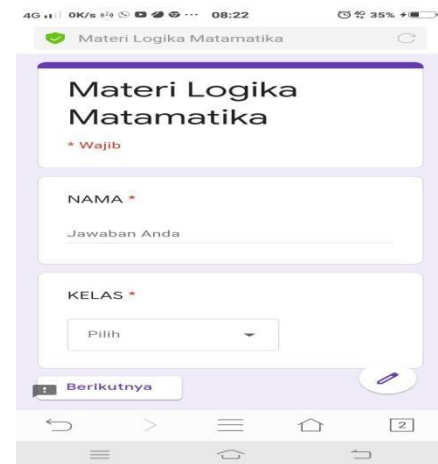 4G 0K/s 08:22 4G 35%
Materi Logika Matamatika
Materi Logika
Matamatika
* Wajib
NAMA *
Jawaban Anda
KELAS *
Pilih
Berikutnya
2